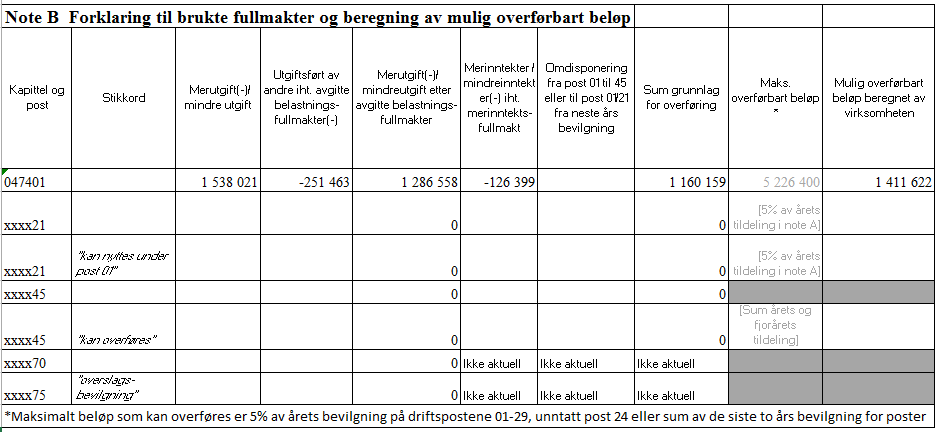 Note B Forklaring til brukte fullmakter og beregning av mulig overførbart beløp
Kapittel og
post
Stikkord
Merutgift(-)/
mindre utgift
Utgiftsført av
andre iht. avgitte
belastnings-
fullmakter(-)
Merutgift(-)/
mindreutgift etter
avgitte belastnings-
fullmakter
Merinntekter /
mindreinntekt
er(-) iht.
merinntekts-
fullmakt
Omdisponering
fra post 01 til 45
eller til post 01/21
fra neste års
bevilgning
Sum grunnlag
for overføring
Maks.
overførbart beløp
*
Mulig overførbart
beløp beregnet av
virksomheten
047401 1 538 021 -251 463 1 286 558 -126 399 1 160 159 5 226 400 1 411 622
xxxx21 0 0
[5% av årets
tildeling i note A]
xxxx21
"kan nyttes under
post 01"
0 0
[5% av årets
tildeling i note A]
xxxx45 0 0
xxxx45 "kan overføres" 0 0
[Sum årets og
fjorårets
tildeling]
xxxx70 0 Ikke aktuell Ikke aktuell Ikke aktuell
xxxx75
"overslags-
bevilgning"
0 Ikke aktuell Ikke aktuell Ikke aktuell
*Maksimalt beløp som kan overføres er 5% av årets bevilgning på driftspostene 01-29, unntatt post 24 eller sum av de siste to års bevilgning for poster